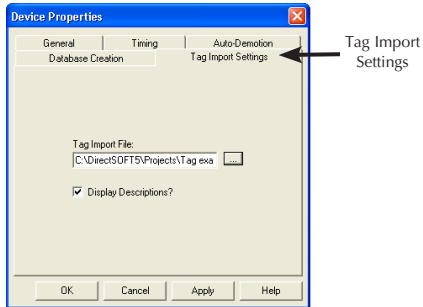 Device Properties
General Timing Auto-Demotion
Database Creation Tag Import Settings
Tag Import
Settings
Tag Import File:
C:\DirectSOFT5\Projects\Tag exa ...
Display Descriptions?
OK Cancel Apply Help